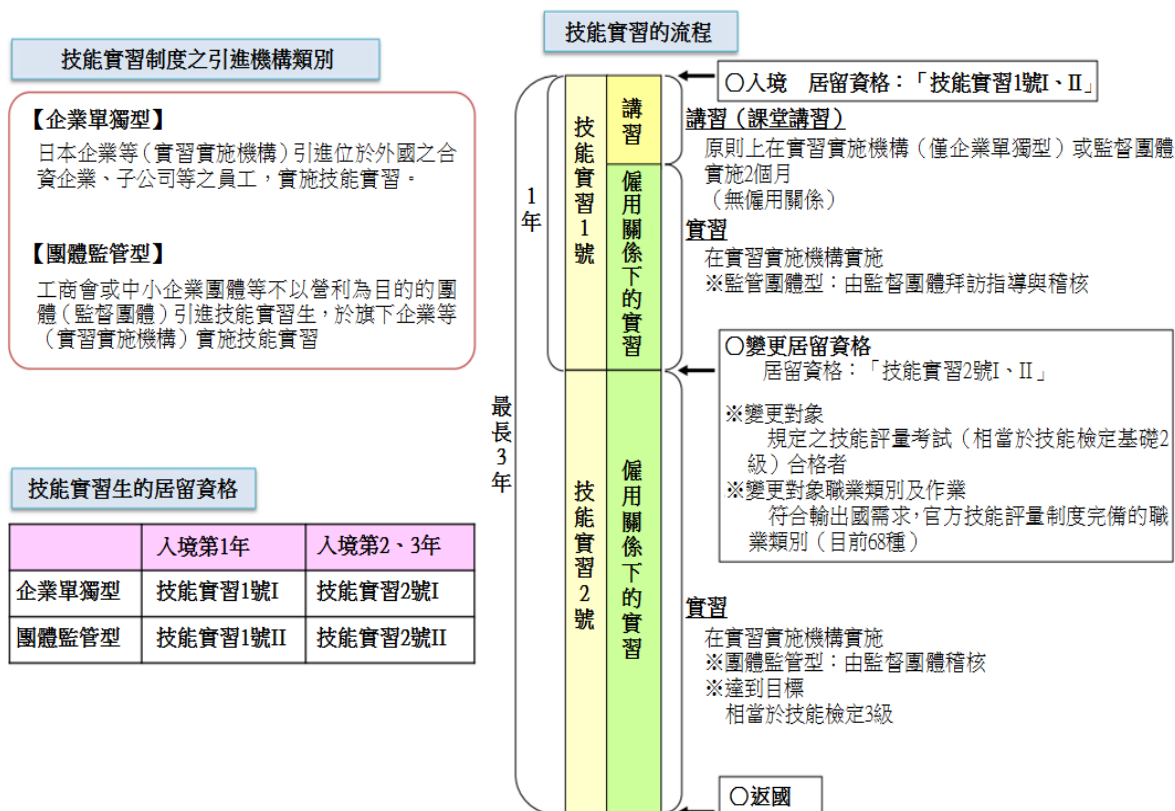 技能實習制度之引進機構類別
【企業單獨型】
日本企業等(實習實施機構)引進位於外國之合
資企業、子公司等之員工,實施技能實習。
【團體監管型】
工商會或中小企業團體等不以營利為目的的團
體(監督團體)引進技能實習生,於旗下企業等
(實習實施機構)實施技能實習
技能實習生的居留資格
入境第1年 入境第2、3年
企業單獨型 技能實習1號I 技能實習2號I
團體監管型 技能實習1號II 技能實習2號II
技能實習的流程
最長3年
1年
技能實習1號
講習
僱用關係下的實習
技能實習2號
僱用關係下的實習
○入境 居留資格:「技能實習1號I、II」
講習(課堂講習)
原則上在實習實施機構(僅企業單獨型)或監督團體
實施2個月
(無僱用關係)
實習
在實習實施機構實施
※監管團體型:由監督團體拜訪指導與稽核
○變更居留資格
居留資格:「技能實習2號I、II」
※變更對象
規定之技能評量考試(相當於技能檢定基礎2
級)合格者
※變更對象職業類別及作業
符合輸出國需求,官方技能評量制度完備的職
業類別(目前68種)
實習
在實習實施機構實施
※團體監管型:由監督團體稽核
※達到目標
相當於技能檢定3級
○返國